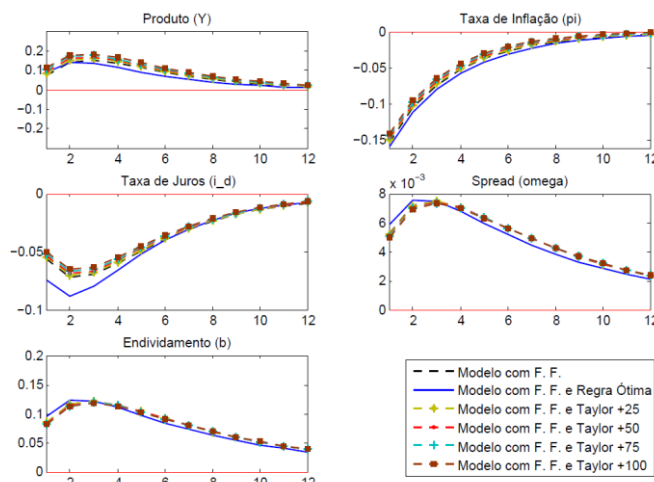 Produto (Y)
0.2
0.1
0
−0.1
−0.2
2 4 6 8 10 12
Taxa de Inflação (pi)
0
−0.05
−0.1
−0.15
2 4 6 8 10 12
Taxa de Juros (i_d)
0
−0.05
−0.1
2 4 6 8 10 12
Spread (omega)
8 x 10⁻³
6
4
2
0
2 4 6 8 10 12
Endividamento (b)
0.2
0.15
0.1
0.05
0
2 4 6 8 10 12
Modelo com F. F.
Modelo com F. F. e Regra Ótima
Modelo com F. F. e Taylor +25
Modelo com F. F. e Taylor +50
Modelo com F. F. e Taylor +75
Modelo com F. F. e Taylor +100